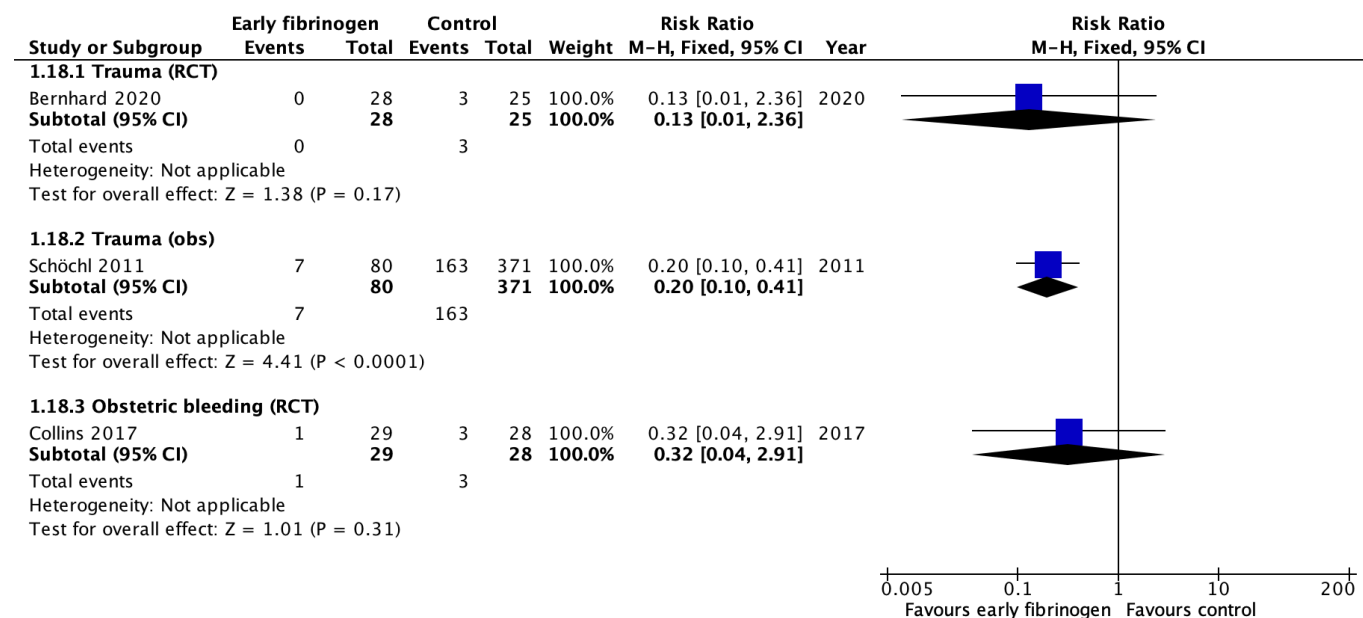 Early fibrinogen Control Risk Ratio Risk Ratio
Study or Subgroup Events Total Events Total Weight M-H, Fixed, 95% CI Year M-H, Fixed, 95% CI
1.18.1 Trauma (RCT)
Bernhard 2020 0 28 3 25 100.0% 0.13 [0.01, 2.36] 2020
Subtotal (95% CI) 28 25 100.0% 0.13 [0.01, 2.36]
Total events 0 3
Heterogeneity: Not applicable
Test for overall effect: Z = 1.38 (P = 0.17)
1.18.2 Trauma (obs)
Schöchl 2011 7 80 163 371 100.0% 0.20 [0.10, 0.41] 2011
Subtotal (95% CI) 80 371 100.0% 0.20 [0.10, 0.41]
Total events 7 163
Heterogeneity: Not applicable
Test for overall effect: Z = 4.41 (P < 0.0001)
1.18.3 Obstetric bleeding (RCT)
Collins 2017 1 29 3 28 100.0% 0.32 [0.04, 2.91] 2017
Subtotal (95% CI) 29 28 100.0% 0.32 [0.04, 2.91]
Total events 1 3
Heterogeneity: Not applicable
Test for overall effect: Z = 1.01 (P = 0.31)
0.005 0.1 1 10 200
Favours early fibrinogen Favours control